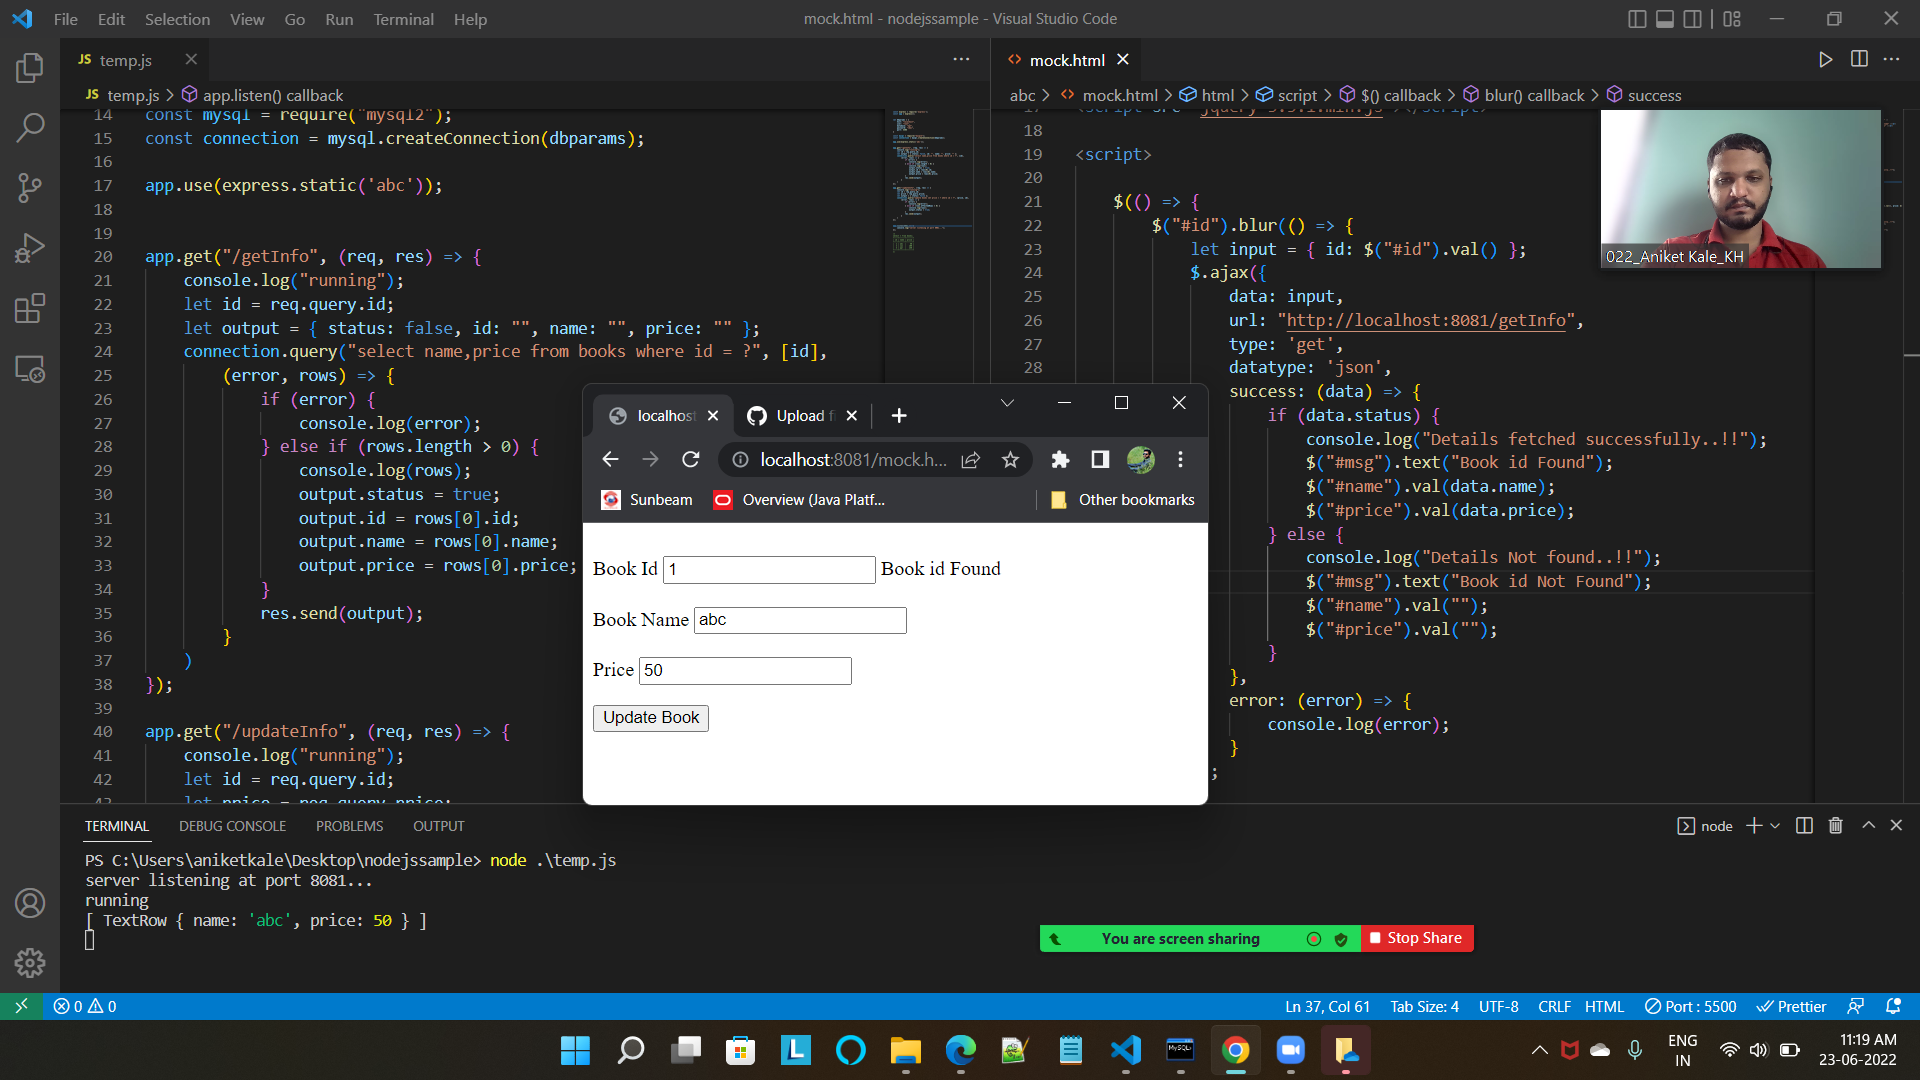 File Edit Selection View Go Run Terminal Help
mock.html - nodejssample - Visual Studio Code
JS temp.js
JS temp.js > app.listen() callback
14 const mysql = require("mysql2");
15 const connection = mysql.createConnection(dbparams);
16
17 app.use(express.static('abc'));
18
19
20 app.get("/getInfo", (req, res) => {
21 console.log("running");
22 let id = req.query.id;
23 let output = { status: false, id: "", name: "", price: "" };
24 connection.query("select name,price from books where id = ?", [id],
25 (error, rows) => {
26 if (error) {
27 console.log(error);
28 } else if (rows.length > 0) {
29 console.log(rows);
30 output.status = true;
31 output.id = rows[0].id;
32 output.name = rows[0].name;
33 output.price = rows[0].price;
34 }
35 res.send(output);
36 }
37 )
38 });
39
40 app.get("/updateInfo", (req, res) => {
41 console.log("running");
42 let id = req.query.id;
43 let price = req.query.price;
mock.html
abc > mock.html > html > script > $() callback > blur() callback > success
18
19 <script>
20
21 $(() => {
22 $("#id").blur(() => {
23 let input = { id: $("#id").val() };
24 $.ajax({
25 data: input,
26 url: "http://localhost:8081/getInfo",
27 type: 'get',
28 datatype: 'json',
success: (data) => {
if (data.status) {
console.log("Details fetched successfully..!!");
$("#msg").text("Book id Found");
$("#name").val(data.name);
$("#price").val(data.price);
} else {
console.log("Details Not found..!!");
$("#msg").text("Book id Not Found");
$("#name").val("");
$("#price").val("");
}
},
error: (error) => {
console.log(error);
}
;
022_Aniket Kale_KH
localhost
Upload f
localhost:8081/mock.h...
Sunbeam
Overview (Java Platf...
Other bookmarks
Book Id 1 Book id Found
Book Name abc
Price 50
Update Book
TERMINAL DEBUG CONSOLE PROBLEMS OUTPUT
node
PS C:\Users\aniketkale\Desktop\nodejssample> node .\temp.js
server listening at port 8081...
running
[ TextRow { name: 'abc', price: 50 } ]
You are screen sharing
Stop Share
0 0
Ln 37, Col 61 Tab Size: 4 UTF-8 CRLF HTML Port : 5500 Prettier
ENG
IN
11:19 AM
23-06-2022